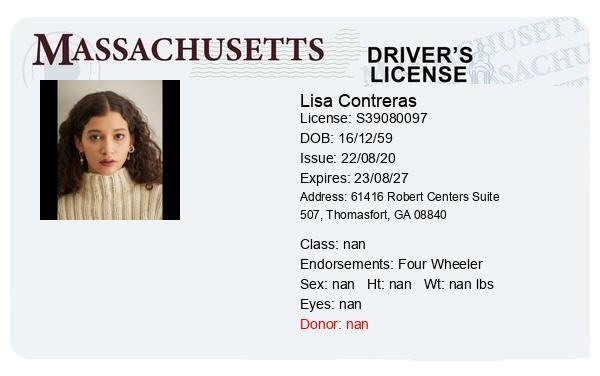 MASSACHUSETTS
DRIVER'S
LICENSE
Lisa Contreras
License: S39080097
DOB: 16/12/59
Issue: 22/08/20
Expires: 23/08/27
Address: 61416 Robert Centers Suite
507, Thomasfort, GA 08840
Class: nan
Endorsements: Four Wheeler
Sex: nan Ht: nan Wt: nan lbs
Eyes: nan
Donor: nan